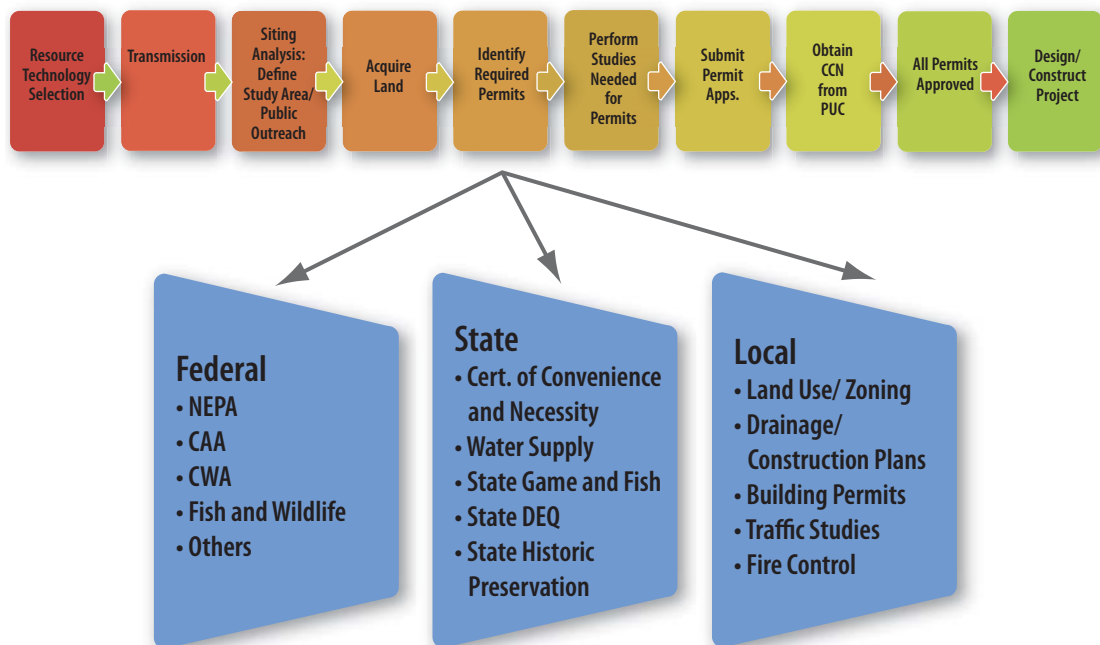 Resource
Technology
Selection
Transmission
Siting
Analysis:
Define
Study Area/
Public
Outreach
Acquire
Land
Identify
Required
Permits
Perform
Studies
Needed
for
Permits
Submit
Permit
Apps.
Obtain
CCN
from
PUC
All Permits
Approved
Design/
Construct
Project
Federal
• NEPA
• CAA
• CWA
• Fish and Wildlife
• Others
State
• Cert. of Convenience
and Necessity
• Water Supply
• State Game and Fish
• State DEQ
• State Historic
Preservation
Local
• Land Use/ Zoning
• Drainage/
Construction Plans
• Building Permits
• Traffic Studies
• Fire Control